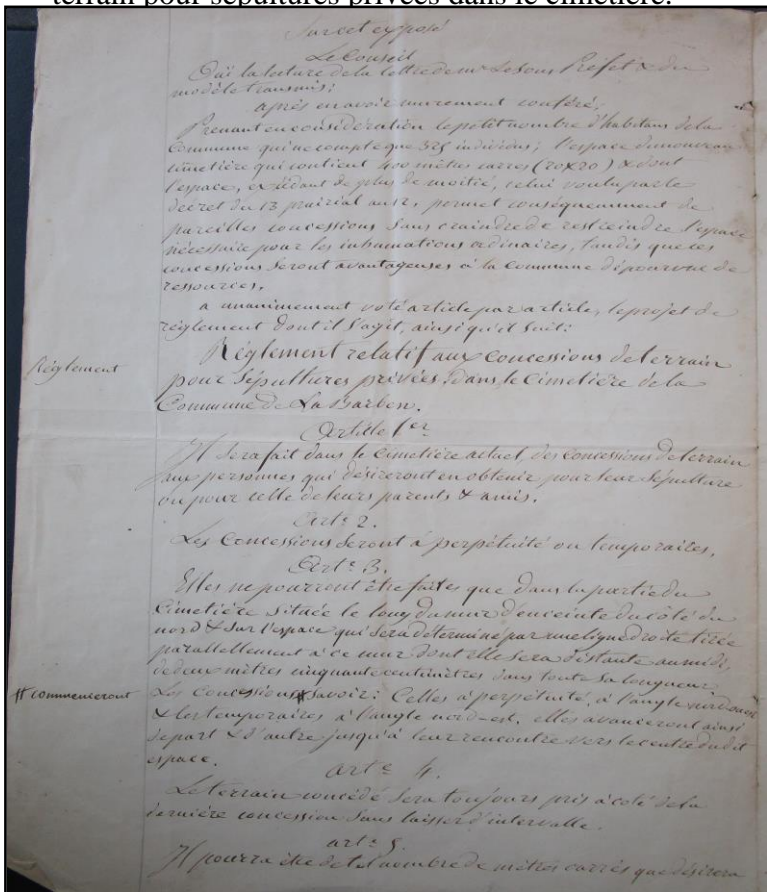 terrain pour sépultures privées dans le cimetière.
Sur cet exposé
Le Conseil
Oui la lecture de la lettre de mr Le Sous Préfet & du
modèle transmis;
après en avoir murement conféré,
Prenant en considération le petit nombre d'habitans de la
Commune qui ne compte que 325 individus; l'espace du nouveau
cimetière qui contient 400 mètres carrés (20x20) & dont
l'espace, excédant de plus de moitié, celui voulu par le
decret du 13 prairial an 12, permet conséquemment de
pareilles concessions sans craindre de restreindre l'espace
nécessaire pour les inhumations ordinaires, tandis que ces
concessions seront avantageuses à la Commune dépourvue de
ressources,
a unanimement voté article par article, le projet de
règlement dont il s'agit, ainsi qu'il suit:
Règlement
Règlement relatif aux concessions de terrain
pour Sépultures privées dans le Cimetière de la
Commune de La Barben.
Article 1er
Il sera fait dans le Cimetière actuel, des concessions de terrain
aux personnes qui désireront en obtenir pour leur Sépulture
ou pour celle de leurs parents & amis.
Arte 2.
Les Concessions seront à perpétuité ou temporaires.
Arte 3.
Elles ne pourront être faites que dans la partie du
Cimetière située le long du mur d'enceinte du côté du
nord & sur l'espace qui sera déterminé par une ligne droite tirée
parallellement à ce mur dont elle sera distante au midi,
de deux mètres cinquante centimètres dans toute sa longueur.
# commenceront
Les Concessions # Savoir: Celles à perpétuité, à l'angle nord-ouest
& les temporaires à l'angle nord-est. elles avanceront ainsi
de part & d'autre jusqu'à leur rencontre vers le centre du dit
espace.
arte 4.
Le terrain concédé sera toujours pris à coté de la
dernière concession sans laisser d'intervalle.
arte 5.
Il pourra être de tel nombre de mètres carrés que désirera